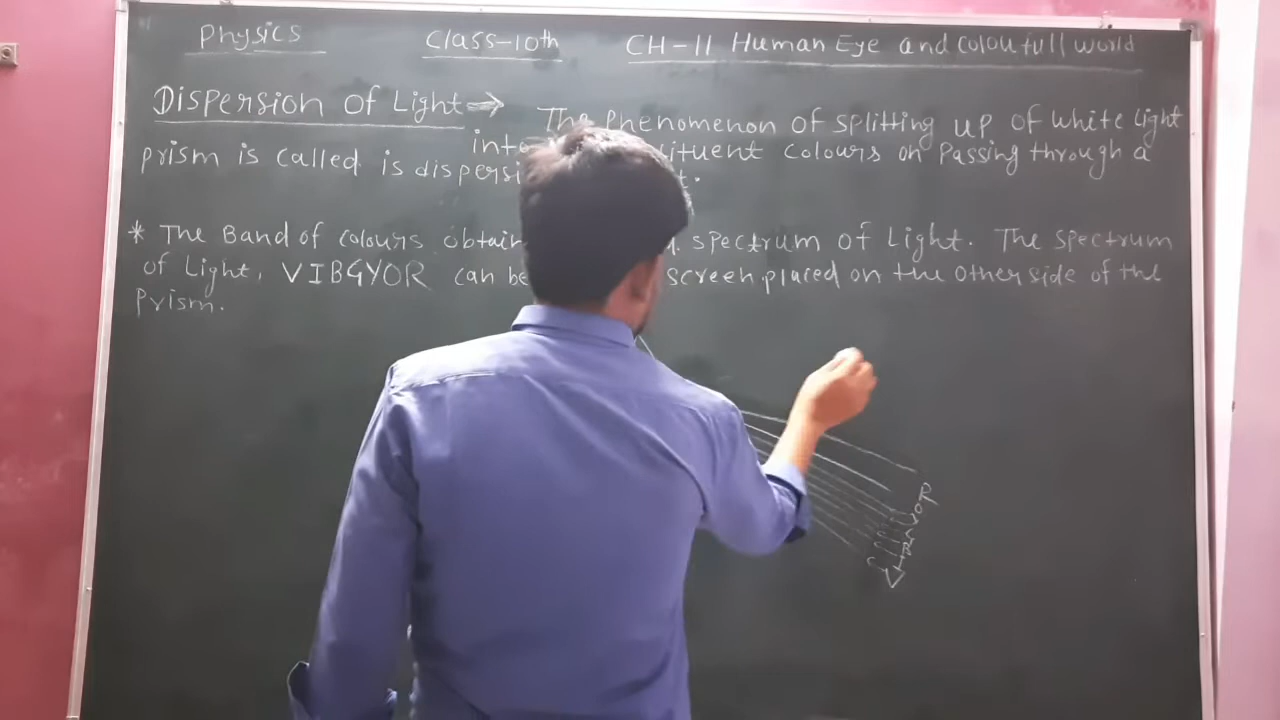 Physics Class-10th CH-11 Human Eye and Colourfull World
Dispersion of Light ⇒ The Phenomenon of splitting up of white Light
into tituent colours on Passing through a
prism is called is dispersi t.
* The Band of colours obtain spectrum of Light. The spectrum
of Light, VIBGYOR can be screen placed on the other side of the
Prism.
R
O
Y
G
B
I
V